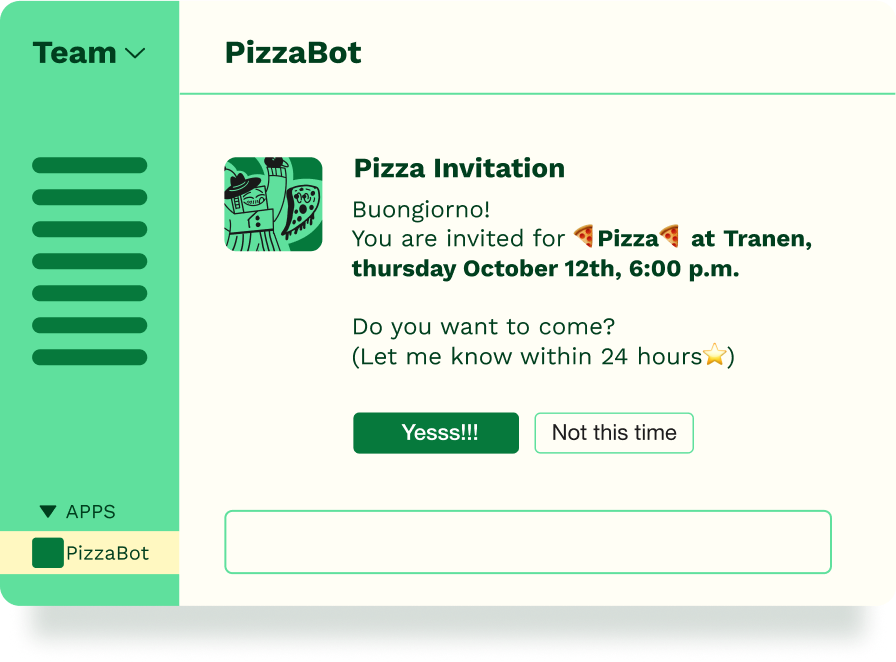 Team
PizzaBot
Pizza Invitation
Buongiorno!
You are invited for 🍕Pizza🍕 at Tranen,
thursday October 12th, 6:00 p.m.
Do you want to come?
(Let me know within 24 hours⭐)
Yesss!!!
Not this time
APPS
PizzaBot